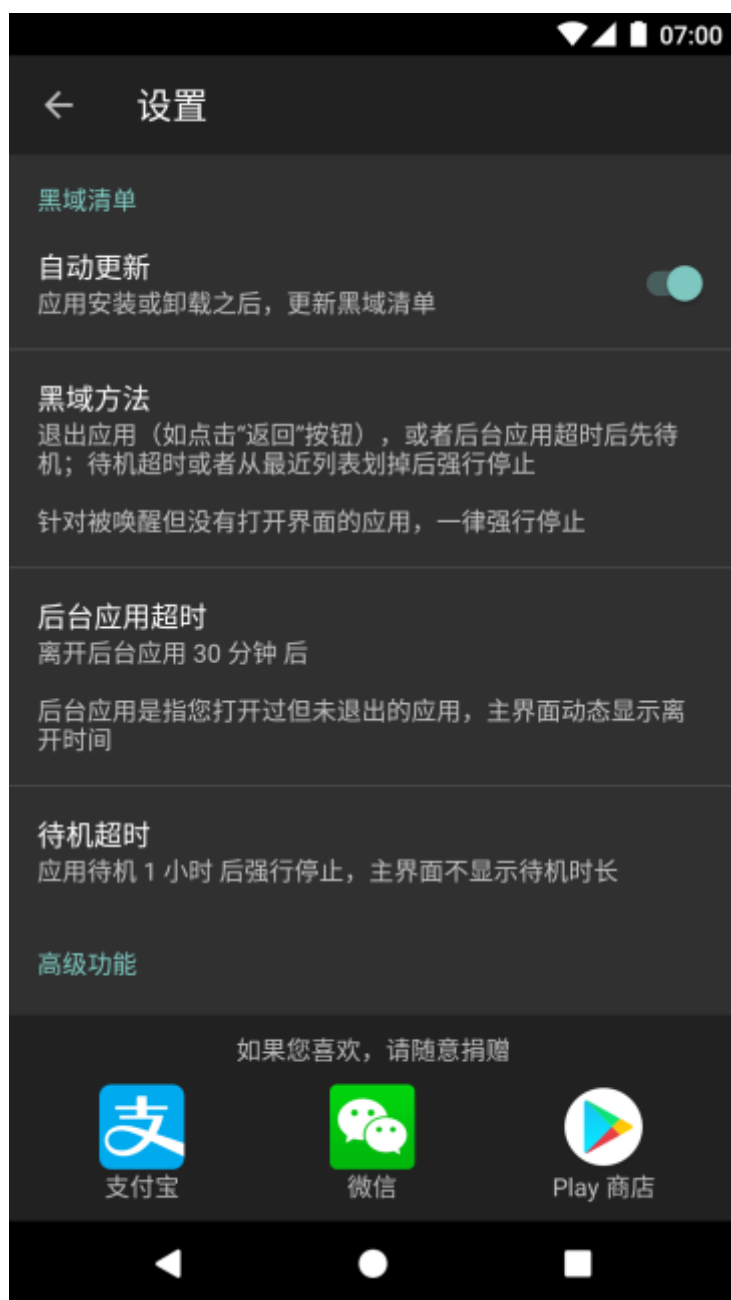 07:00
设置
黑域清单
自动更新
应用安装或卸载之后，更新黑域清单
黑域方法
退出应用（如点击“返回”按钮），或者后台应用超时后先待
机；待机超时或者从最近列表划掉后强行停止
针对被唤醒但没有打开界面的应用，一律强行停止
后台应用超时
离开后台应用 30 分钟 后
后台应用是指您打开过但未退出的应用，主界面动态显示离
开时间
待机超时
应用待机 1 小时 后强行停止，主界面不显示待机时长
高级功能
如果您喜欢，请随意捐赠
支
支付宝
微信
Play 商店